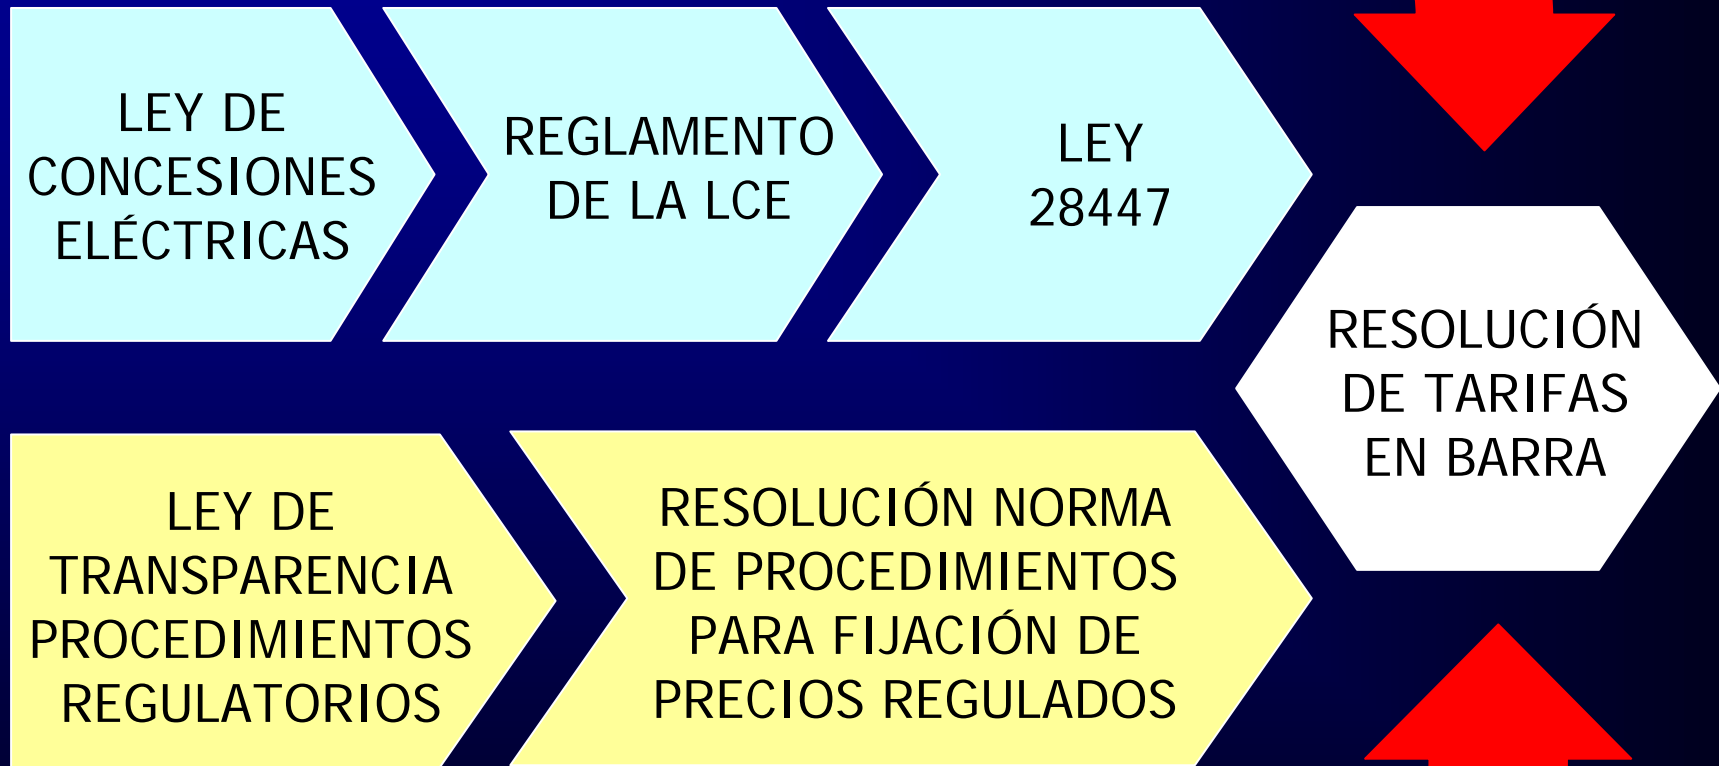 LEY DE
CONCESIONES
ELÉCTRICAS
REGLAMENTO
DE LA LCE
LEY
28447
RESOLUCIÓN
DE TARIFAS
EN BARRA
LEY DE
TRANSPARENCIA
PROCEDIMIENTOS
REGULATORIOS
RESOLUCIÓN NORMA
DE PROCEDIMIENTOS
PARA FIJACIÓN DE
PRECIOS REGULADOS